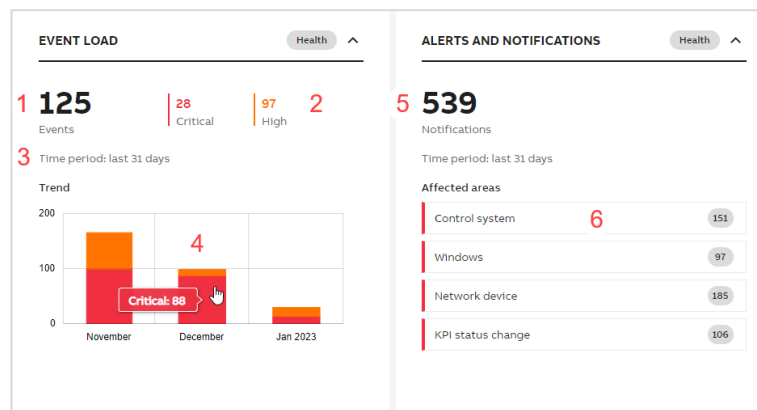 EVENT LOAD
Health
1
125
Events
28
Critical
97
High
2
3
Time period: last 31 days
Trend
200
100
0
4
Critical: 88
November
December
Jan 2023
ALERTS AND NOTIFICATIONS
Health
5
539
Notifications
Time period: last 31 days
Affected areas
Control system
6
151
Windows
97
Network device
185
KPI status change
106